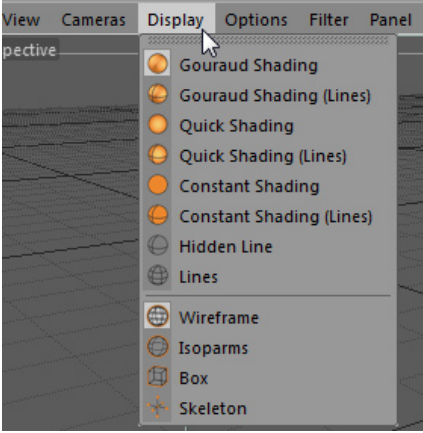 View Cameras Display Options Filter Panel
pective
Gouraud Shading
Gouraud Shading (Lines)
Quick Shading
Quick Shading (Lines)
Constant Shading
Constant Shading (Lines)
Hidden Line
Lines
Wireframe
Isoparms
Box
Skeleton